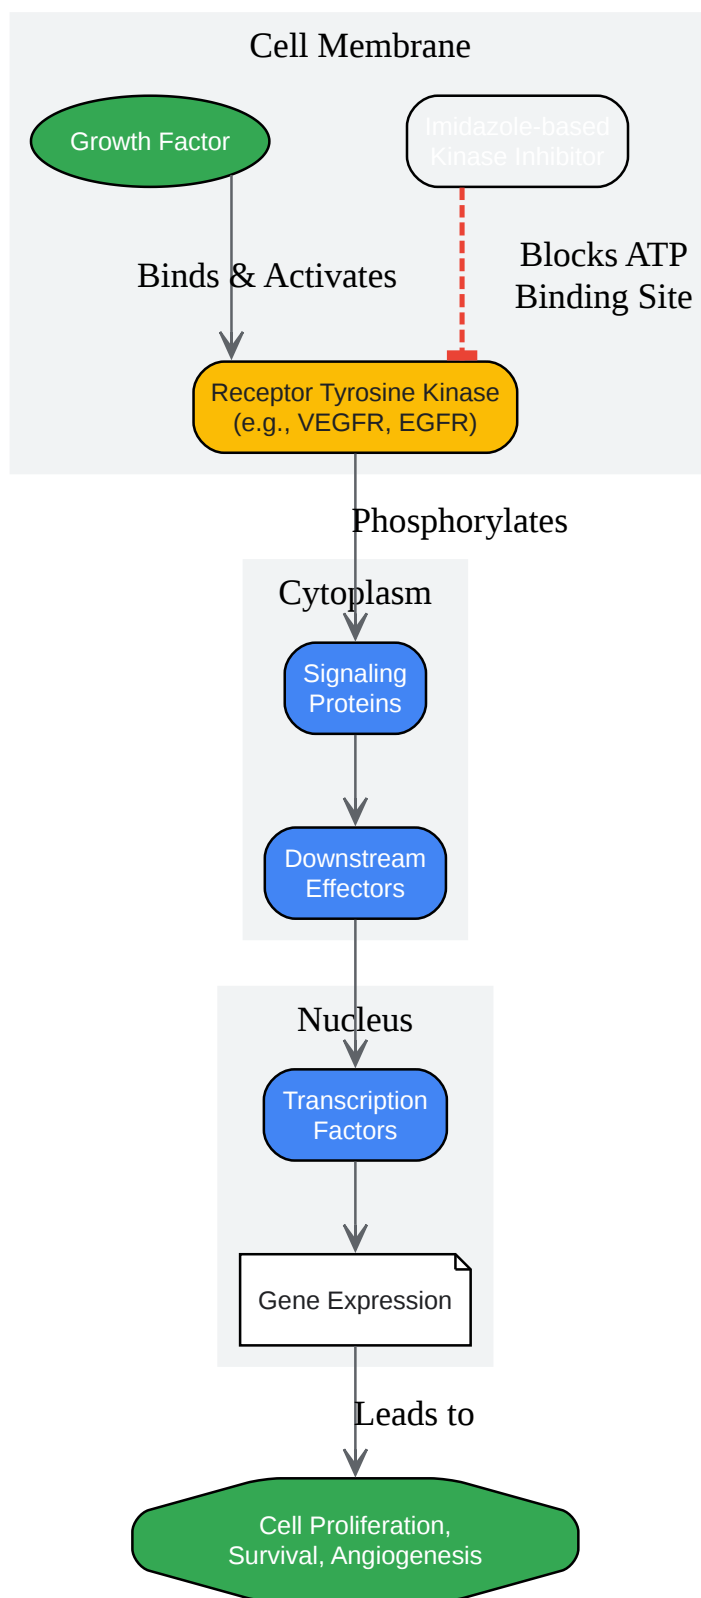 Cell Membrane
Growth Factor
Imidazole-based
Kinase Inhibitor
Binds & Activates
Blocks ATP
Binding Site
Receptor Tyrosine Kinase
(e.g., VEGFR, EGFR)
Phosphorylates
Cytoplasm
Signaling
Proteins
Downstream
Effectors
Nucleus
Transcription
Factors
Gene Expression
Leads to
Cell Proliferation,
Survival, Angiogenesis